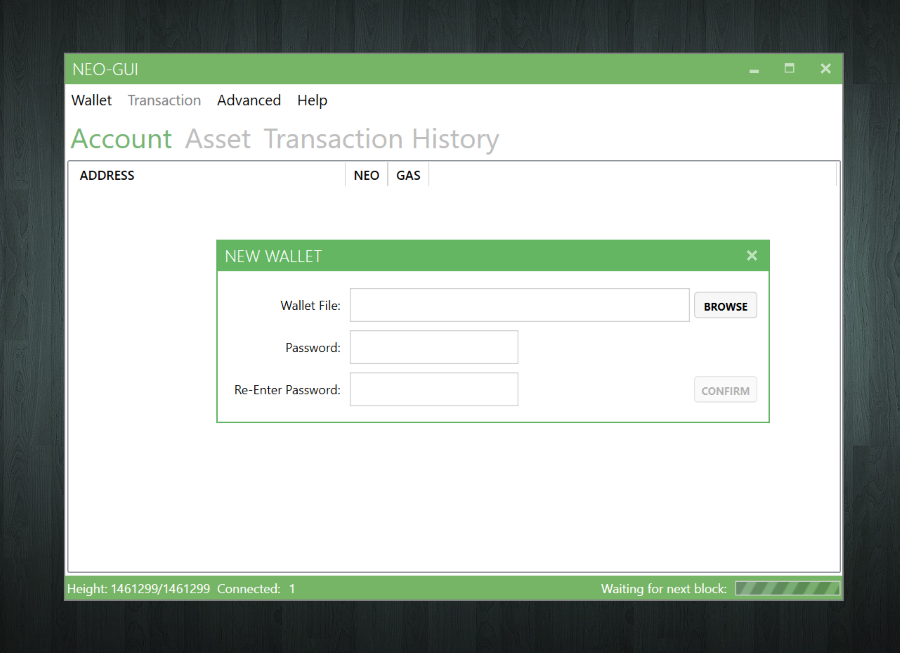 NEO-GUI
Wallet Transaction Advanced Help
Account Asset Transaction History
ADDRESS NEO GAS
NEW WALLET
Wallet File: BROWSE
Password:
Re-Enter Password: CONFIRM
Height: 1461299/1461299 Connected: 1 Waiting for next block: